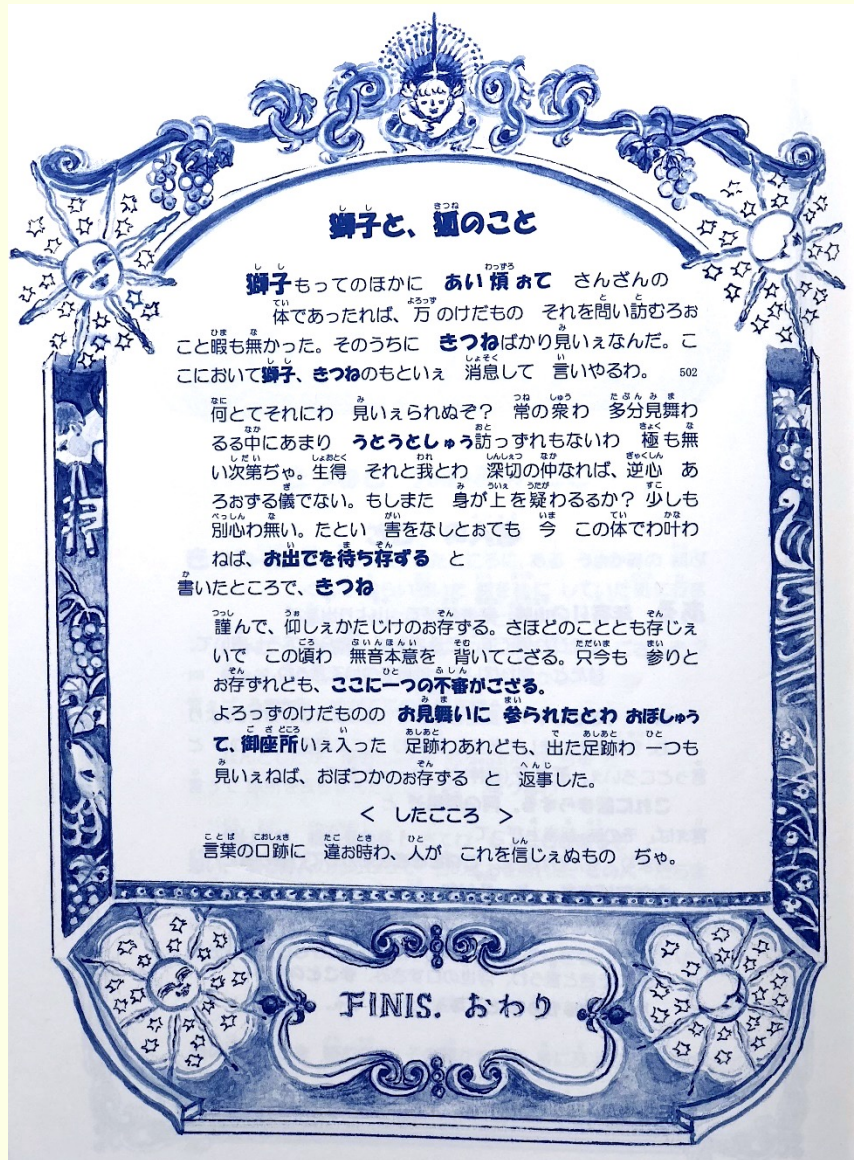 獅子と、狐のこと
獅子もってのほかに あい煩ぉて さんざんの
体であったれば、万のけだもの それを問い訪むろぉ
こと暇も無かった。そのうちに きつねばかり見いぇなんだ。こ
こにおいて獅子、きつねのもといぇ 消息して 言いやるわ。 502
何とてそれにわ 見いぇられぬぞ? 常の衆わ 多分見舞わ
るる中にあまり うとうとしゅう訪っずれもないわ 極も無
い次第ぢゃ。生得 それと我とわ 深切の仲なれば、逆心 あ
ろぉずる儀でない。もしまた 身が上を疑わるるか? 少しも
別心わ無い。たとい 害をなしとぉても 今 この体でわ叶わ
ねば、お出でを待ち存ずる と
書いたところで、きつね
謹んで、仰しぇかたじけのお存ずる。さほどのこととも存じぇ
いで この頃わ 無音本意を 背いてござる。只今も 参りと
お存ずれども、ここに一つの不審がござる。
よろっずのけだものの お見舞いに 参られたとわ おぼしゅう
て、御座所いぇ入った 足跡わあれども、出た足跡わ 一つも
見いぇねば、おぼつかのぉ存ずる と 返事した。
< したごころ >
言葉の口跡に 違お時わ、人が これを信じぇぬもの ぢゃ。
FINIS. おわり